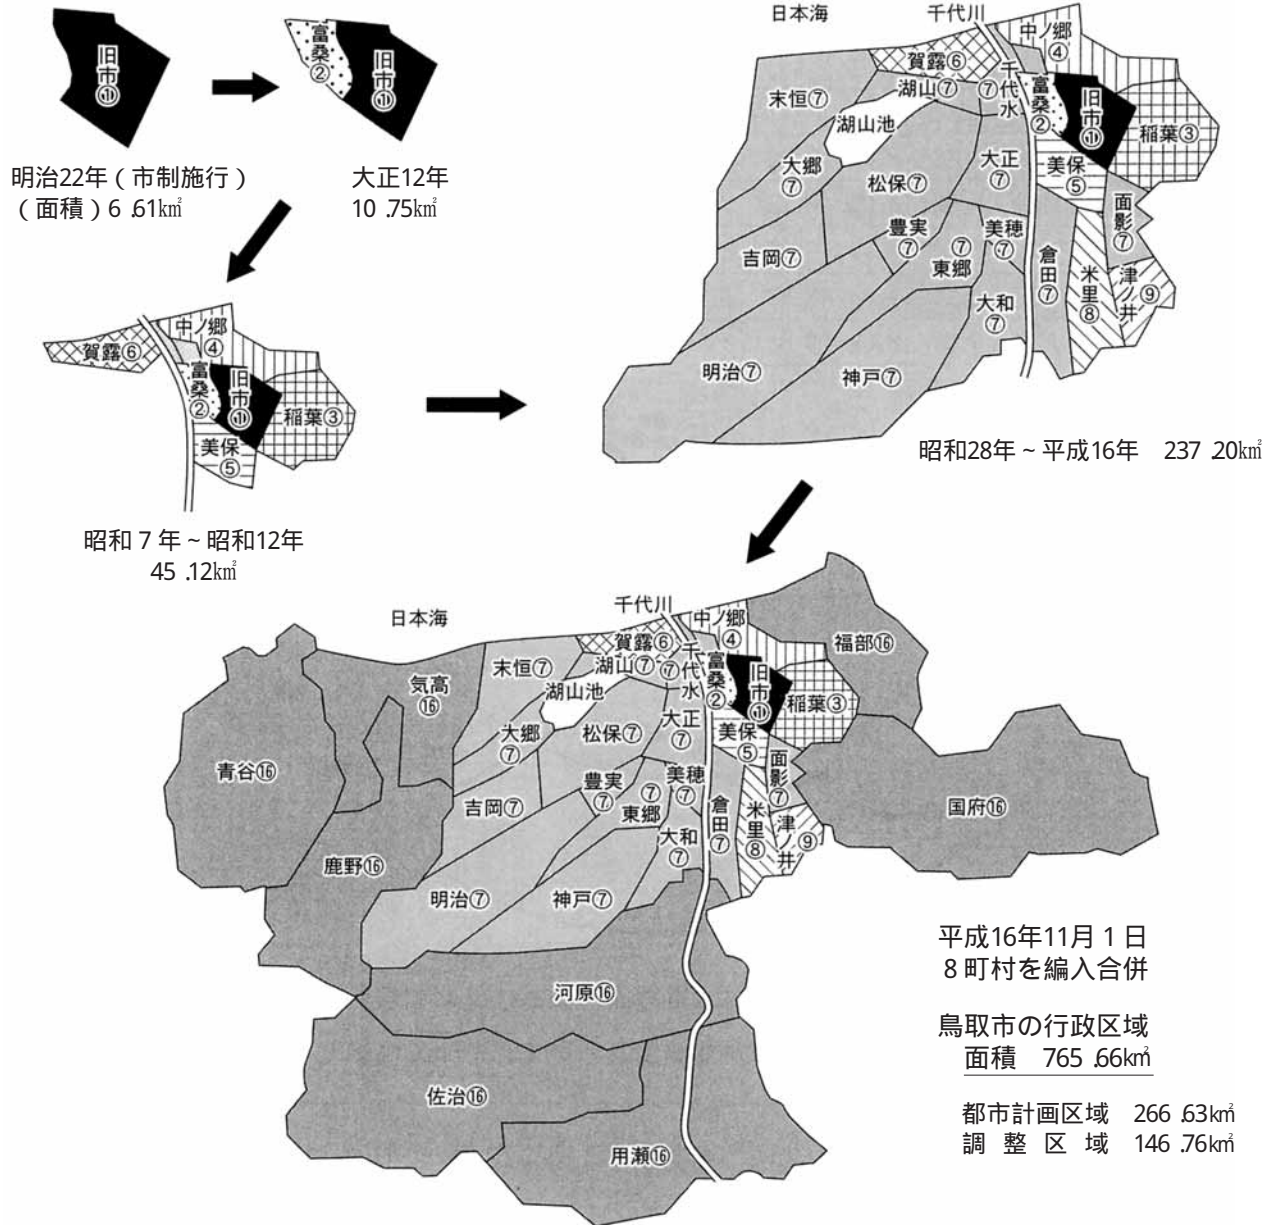 旧市①
明治22年（市制施行）
（面積）6.61k㎡
富桑②
旧市①
大正12年
10.75k㎡
賀露⑥
中ノ郷④
富桑②
旧市①
稲葉③
美保⑤
昭和７年～昭和12年
45.12k㎡
日本海
千代川
中ノ郷④
賀露⑥
末恒⑦
湖山⑦
千代水⑦
富桑②
旧市①
稲葉③
湖山池
大郷⑦
松保⑦
大正⑦
美保⑤
面影⑦
吉岡⑦
豊実⑦
東郷⑦
美穂⑦
倉田⑦
米里⑧
津ノ井⑨
大和⑦
明治⑦
神戸⑦
昭和28年～平成16年　237.20k㎡
日本海
千代川
中ノ郷④
福部⑯
賀露⑥
末恒⑦
湖山⑦
千代水⑦
富桑②
旧市①
稲葉③
気高⑯
湖山池
大郷⑦
松保⑦
大正⑦
美保⑤
面影⑦
青谷⑯
吉岡⑦
豊実⑦
東郷⑦
美穂⑦
倉田⑦
米里⑧
津ノ井⑨
国府⑯
大和⑦
鹿野⑯
明治⑦
神戸⑦
河原⑯
佐治⑯
用瀬⑯
平成16年11月１日
８町村を編入合併
鳥取市の行政区域
面積　765.66k㎡
都市計画区域　266.63k㎡
調整区域　146.76k㎡